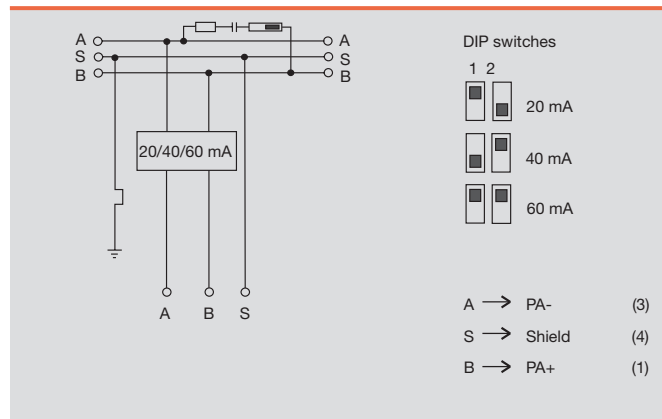 A A
S S
B B
20/40/60 mA
A B S
DIP switches
1 2
20 mA
40 mA
60 mA
A → PA- (3)
S → Shield (4)
B → PA+ (1)